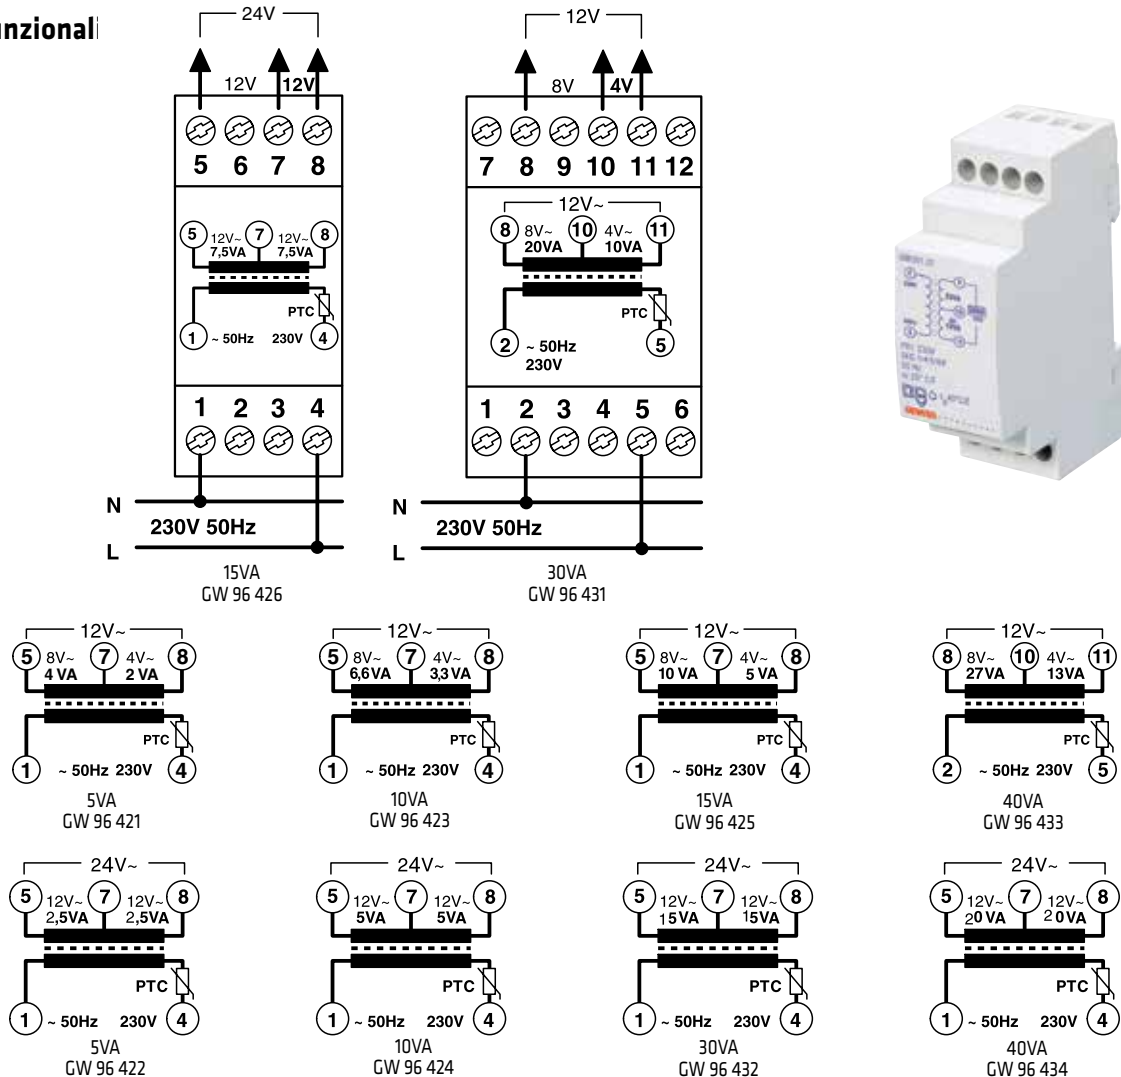 unzionali
24V
12V 12V
5 6 7 8
5 12V~ 7 12V~ 8
7,5VA 7,5VA
PTC
1 ~ 50Hz 230V 4
1 2 3 4
N
230V 50Hz
L
15VA
GW 96 426
12V
8V 4V
7 8 9 10 11 12
12V~
8 8V~ 10 4V~ 11
20VA 10VA
PTC
2 ~ 50Hz 5
230V
1 2 3 4 5 6
N
230V 50Hz
L
30VA
GW 96 431
12V~
5 8V~ 7 4V~ 8
4 VA 2 VA
PTC
1 ~ 50Hz 230V 4
5VA
GW 96 421
12V~
5 8V~ 7 4V~ 8
6,6VA 3,3 VA
PTC
1 ~ 50Hz 230V 4
10VA
GW 96 423
12V~
5 8V~ 7 4V~ 8
10 VA 5 VA
PTC
1 ~ 50Hz 230V 4
15VA
GW 96 425
12V~
8 8V~ 10 4V~ 11
27VA 13VA
PTC
2 ~ 50Hz 230V 5
40VA
GW 96 433
24V~
5 12V~ 7 12V~ 8
2,5VA 2,5VA
PTC
1 ~ 50Hz 230V 4
5VA
GW 96 422
24V~
5 12V~ 7 12V~ 8
5VA 5VA
PTC
1 ~ 50Hz 230V 4
10VA
GW 96 424
24V~
5 12V~ 7 12V~ 8
15VA 15VA
PTC
1 ~ 50Hz 230V 4
30VA
GW 96 432
24V~
5 12V~ 7 12V~ 8
20VA 20VA
PTC
1 ~ 50Hz 230V 4
40VA
GW 96 434